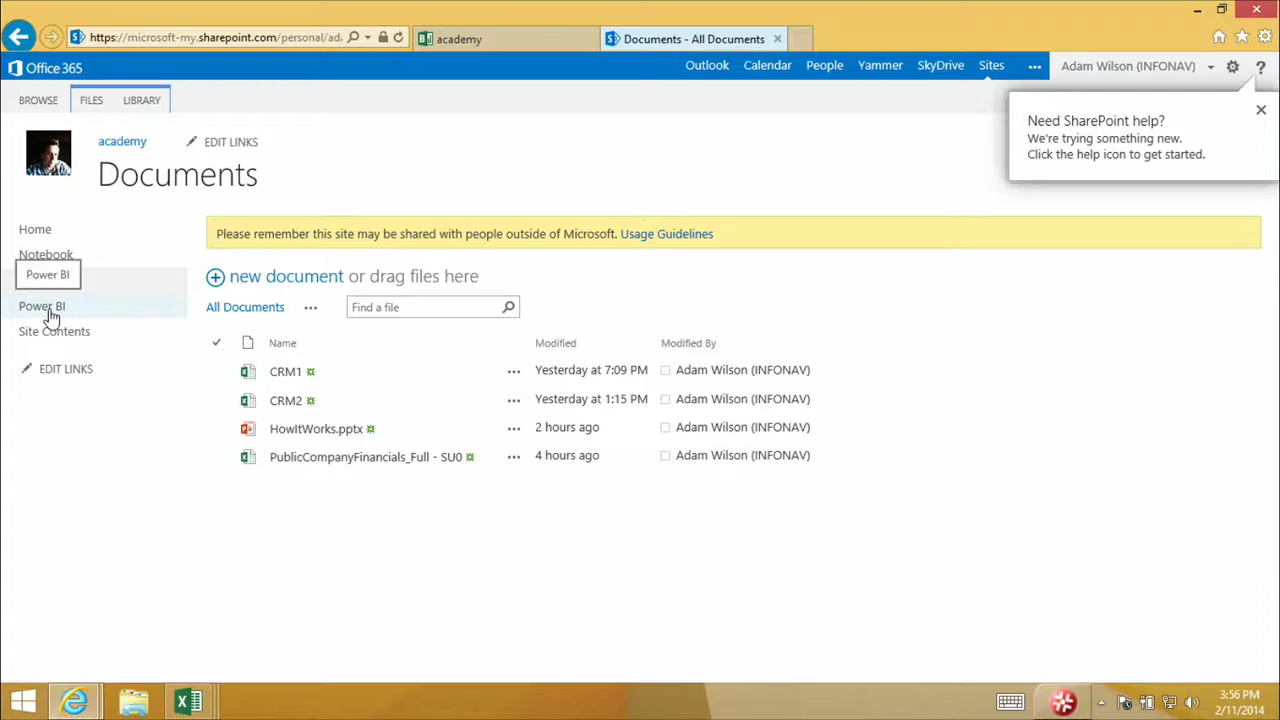 https://microsoft-my.sharepoint.com/personal/ad
academy
Documents - All Documents
Office 365
Outlook
Calendar
People
Yammer
SkyDrive
Sites
Adam Wilson (INFONAV)
?
BROWSE
FILES
LIBRARY
Need SharePoint help?
We're trying something new.
Click the help icon to get started.
academy
EDIT LINKS
Documents
Home
Notebook
Power BI
Power BI
Site Contents
EDIT LINKS
Please remember this site may be shared with people outside of Microsoft. Usage Guidelines
new document or drag files here
All Documents
...
Find a file
Name
Modified
Modified By
CRM1
...
Yesterday at 7:09 PM
Adam Wilson (INFONAV)
CRM2
...
Yesterday at 1:15 PM
Adam Wilson (INFONAV)
HowItWorks.pptx
...
2 hours ago
Adam Wilson (INFONAV)
PublicCompanyFinancials_Full - SU0
...
4 hours ago
Adam Wilson (INFONAV)
3:56 PM
2/11/2014